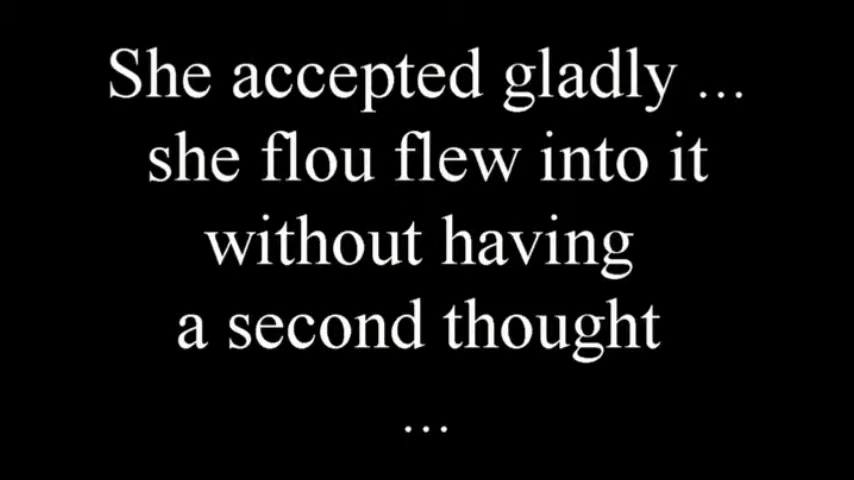 She accepted gladly ...
she flou flew into it
without having
a second thought
...